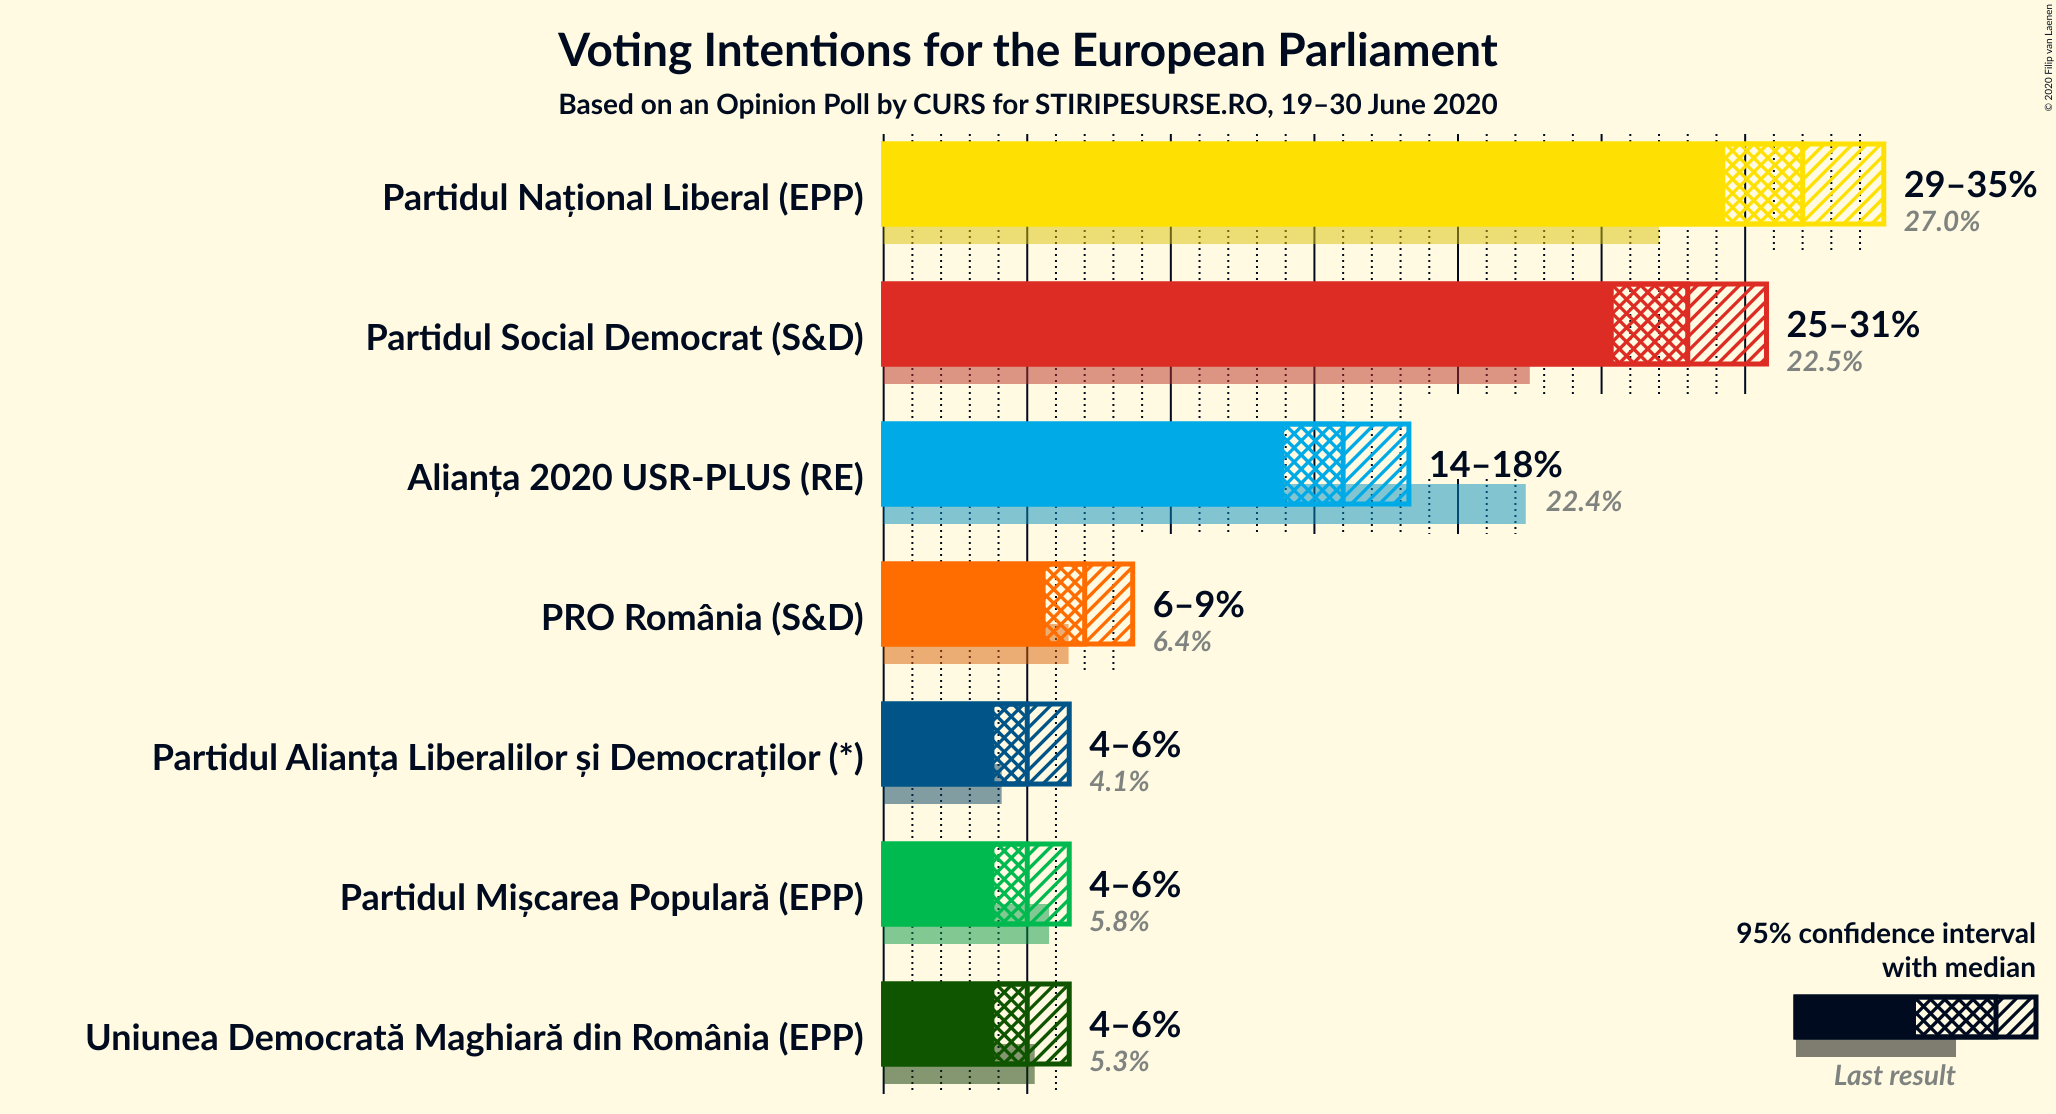 Voting Intentions for the European Parliament
Based on an Opinion Poll by CURS for STIRIPESURSE.RO, 19–30 June 2020
© 2020 Filip van Laenen
Partidul Național Liberal (EPP)
29–35%
27.0%
Partidul Social Democrat (S&D)
25–31%
22.5%
Alianța 2020 USR-PLUS (RE)
14–18%
22.4%
PRO România (S&D)
6–9%
6.4%
Partidul Alianța Liberalilor și Democraților (*)
4–6%
4.1%
Partidul Mișcarea Populară (EPP)
4–6%
5.8%
Uniunea Democrată Maghiară din România (EPP)
4–6%
5.3%
95% confidence interval
with median
Last result